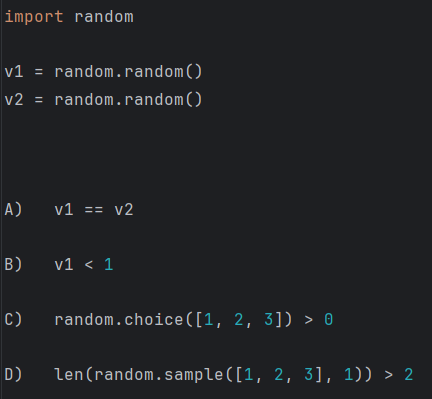 import random
v1 = random.random()
v2 = random.random()
A) v1 == v2
B) v1 < 1
C) random.choice([1, 2, 3]) > 0
D) len(random.sample([1, 2, 3], 1)) > 2